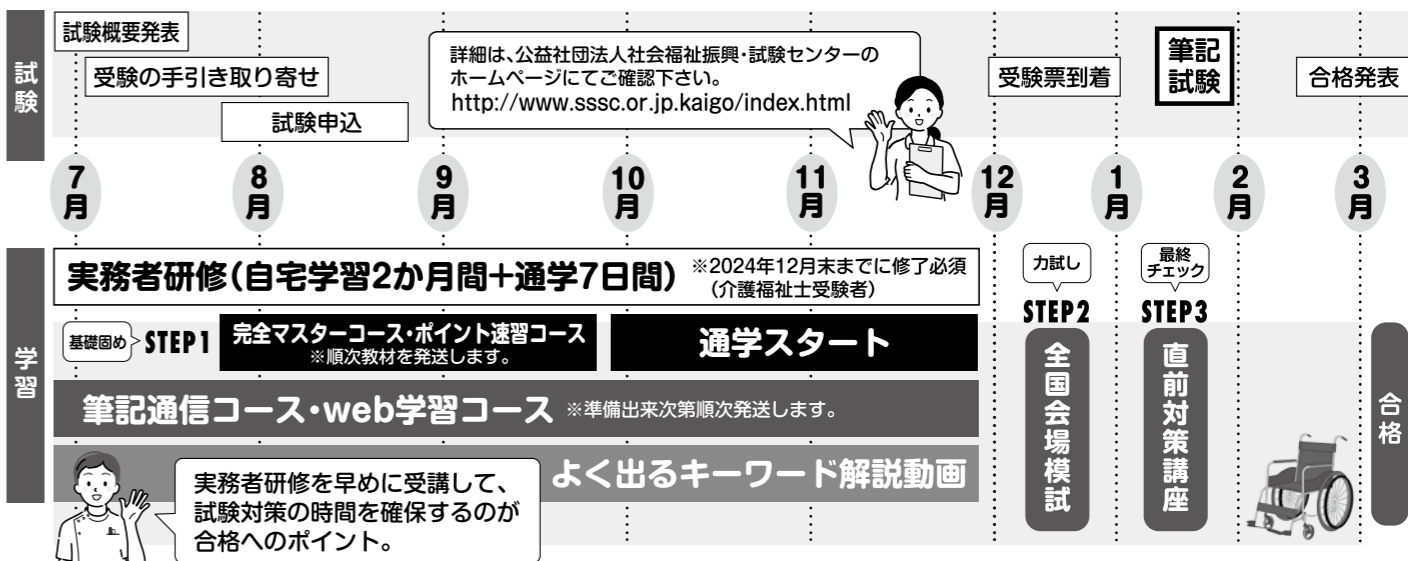 試験
試験概要発表
受験の手引き取り寄せ
試験申込
詳細は、公益社団法人社会福祉振興・試験センターの
ホームページにてご確認下さい。
http://www.sssc.or.jp.kaigo/index.html
受験票到着
筆記
試験
合格発表
7月
8月
9月
10月
11月
12月
1月
2月
3月
学習
実務者研修(自宅学習2か月間+通学7日間)
※2024年12月末までに修了必須
(介護福祉士受験者)
基礎固め
STEP1
完全マスターコース・ポイント速習コース
※順次教材を発送します。
通学スタート
筆記通信コース・web学習コース ※準備出来次第順次発送します。
よく出るキーワード解説動画
実務者研修を早めに受講して、
試験対策の時間を確保するのが
合格へのポイント。
力試し
STEP2
全国会場模試
最終
チェック
STEP3
直前対策講座
合格